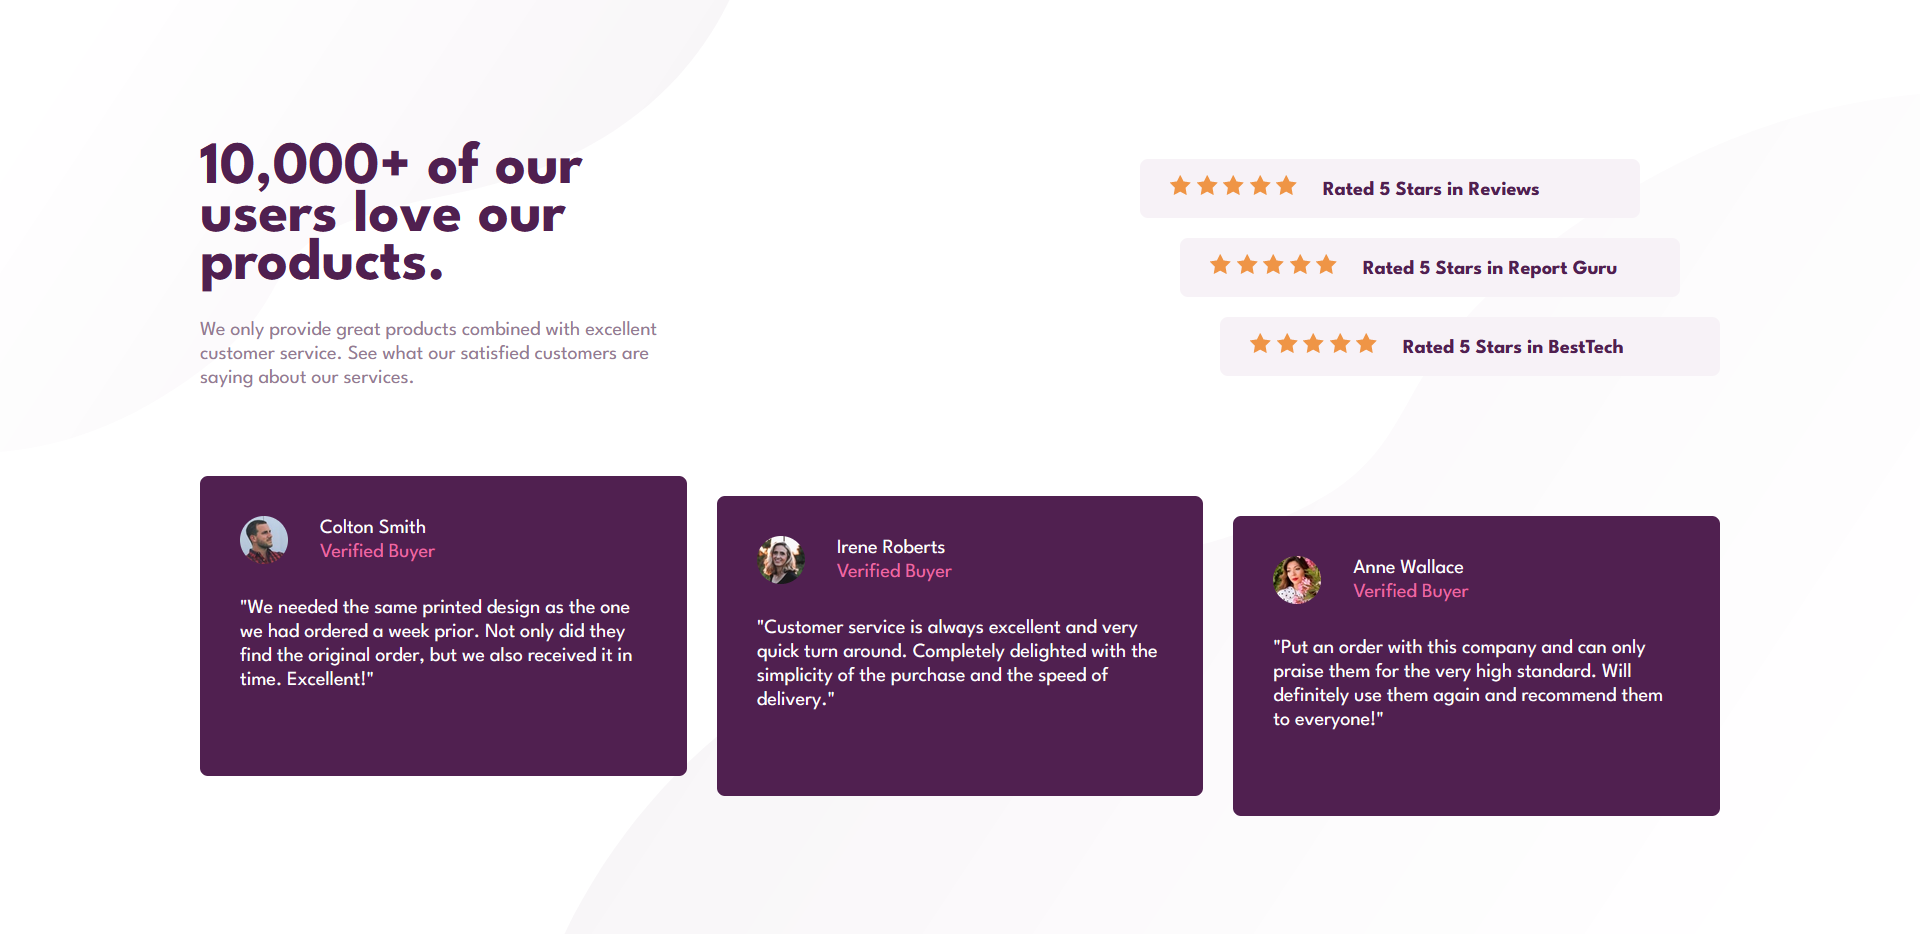 10,000+ of our
users love our
products.
We only provide great products combined with excellent
customer service. See what our satisfied customers are
saying about our services.
Rated 5 Stars in Reviews
Rated 5 Stars in Report Guru
Rated 5 Stars in BestTech
Colton Smith
Verified Buyer
"We needed the same printed design as the one
we had ordered a week prior. Not only did they
find the original order, but we also received it in
time. Excellent!"
Irene Roberts
Verified Buyer
"Customer service is always excellent and very
quick turn around. Completely delighted with the
simplicity of the purchase and the speed of
delivery."
Anne Wallace
Verified Buyer
"Put an order with this company and can only
praise them for the very high standard. Will
definitely use them again and recommend them
to everyone!"